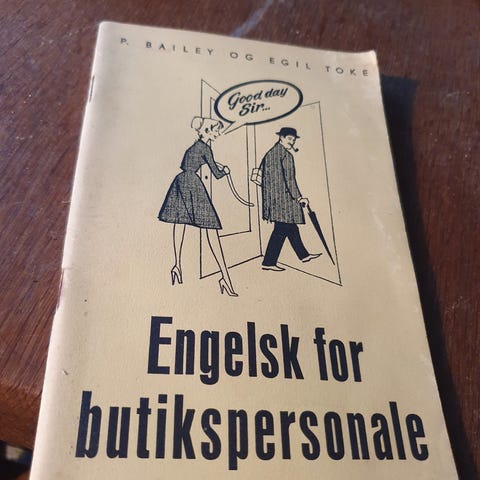 P. BAILEY OG EGIL TOKE
Good day
Sir...
Engelsk for
butikspersonale